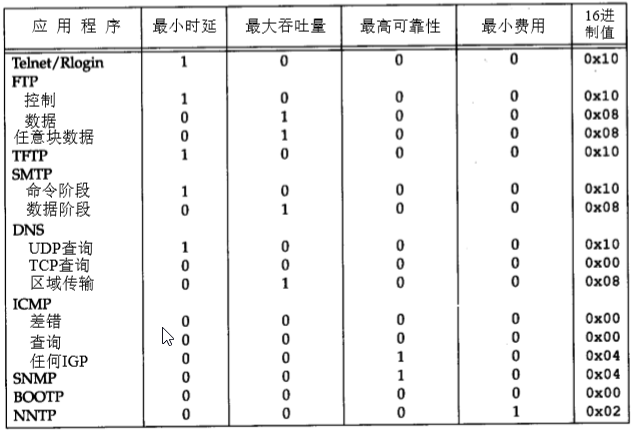 应用程序 最小时延 最大吞吐量 最高可靠性 最小费用 16进
制值
Telnet/Rlogin 1 0 0 0 0x10
FTP
控制 1 0 0 0 0x10
数据 0 1 0 0 0x08
任意块数据 0 1 0 0 0x08
TFTP 1 0 0 0 0x10
SMTP
命令阶段 1 0 0 0 0x10
数据阶段 0 1 0 0 0x08
DNS
UDP查询 1 0 0 0 0x10
TCP查询 0 0 0 0 0x00
区域传输 0 1 0 0 0x08
ICMP
差错 0 0 0 0 0x00
查询 0 0 0 0 0x00
任何IGP 0 0 1 0 0x04
SNMP 0 0 1 0 0x04
BOOTP 0 0 0 0 0x00
NNTP 0 0 0 1 0x02